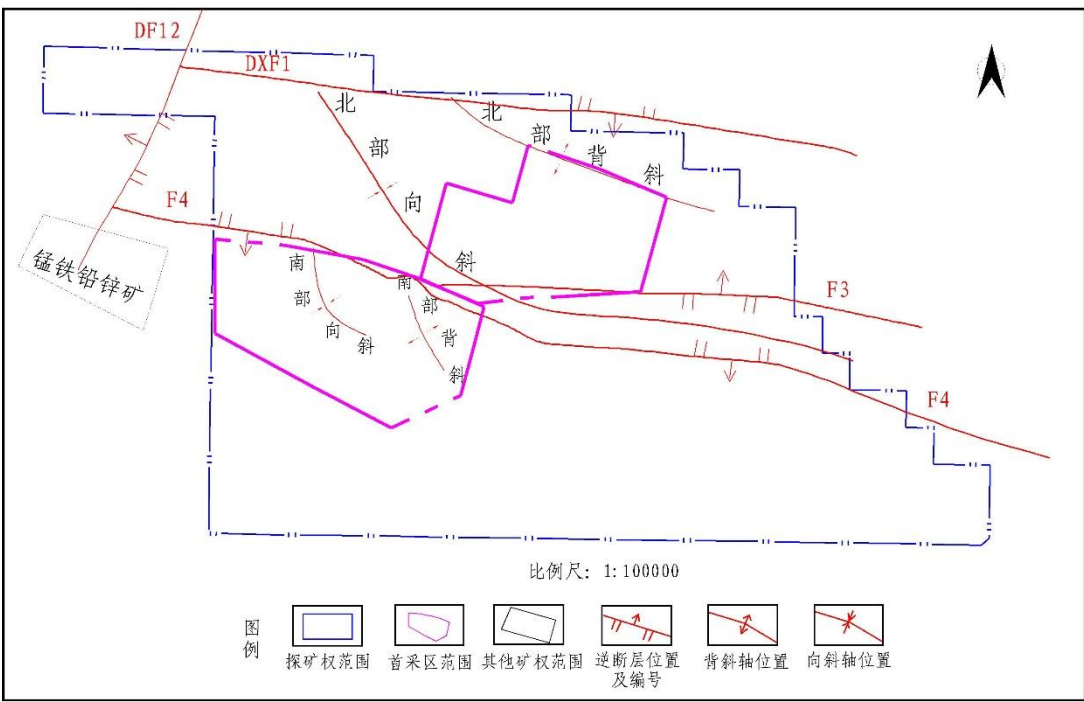 DF12
DXF1
北部向斜
北部背斜
F4
锰铁铅锌矿
南部向斜
南部背斜
F3
F4
比例尺: 1:100000
图例
探矿权范围
首采区范围
其他矿权范围
逆断层位置及编号
背斜轴位置
向斜轴位置